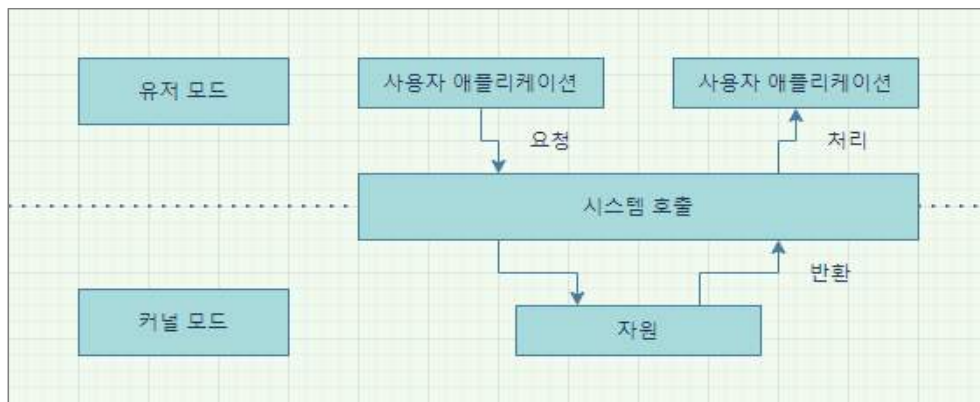 유저 모드
사용자 애플리케이션
사용자 애플리케이션
요청
처리
시스템 호출
반환
커널 모드
자원